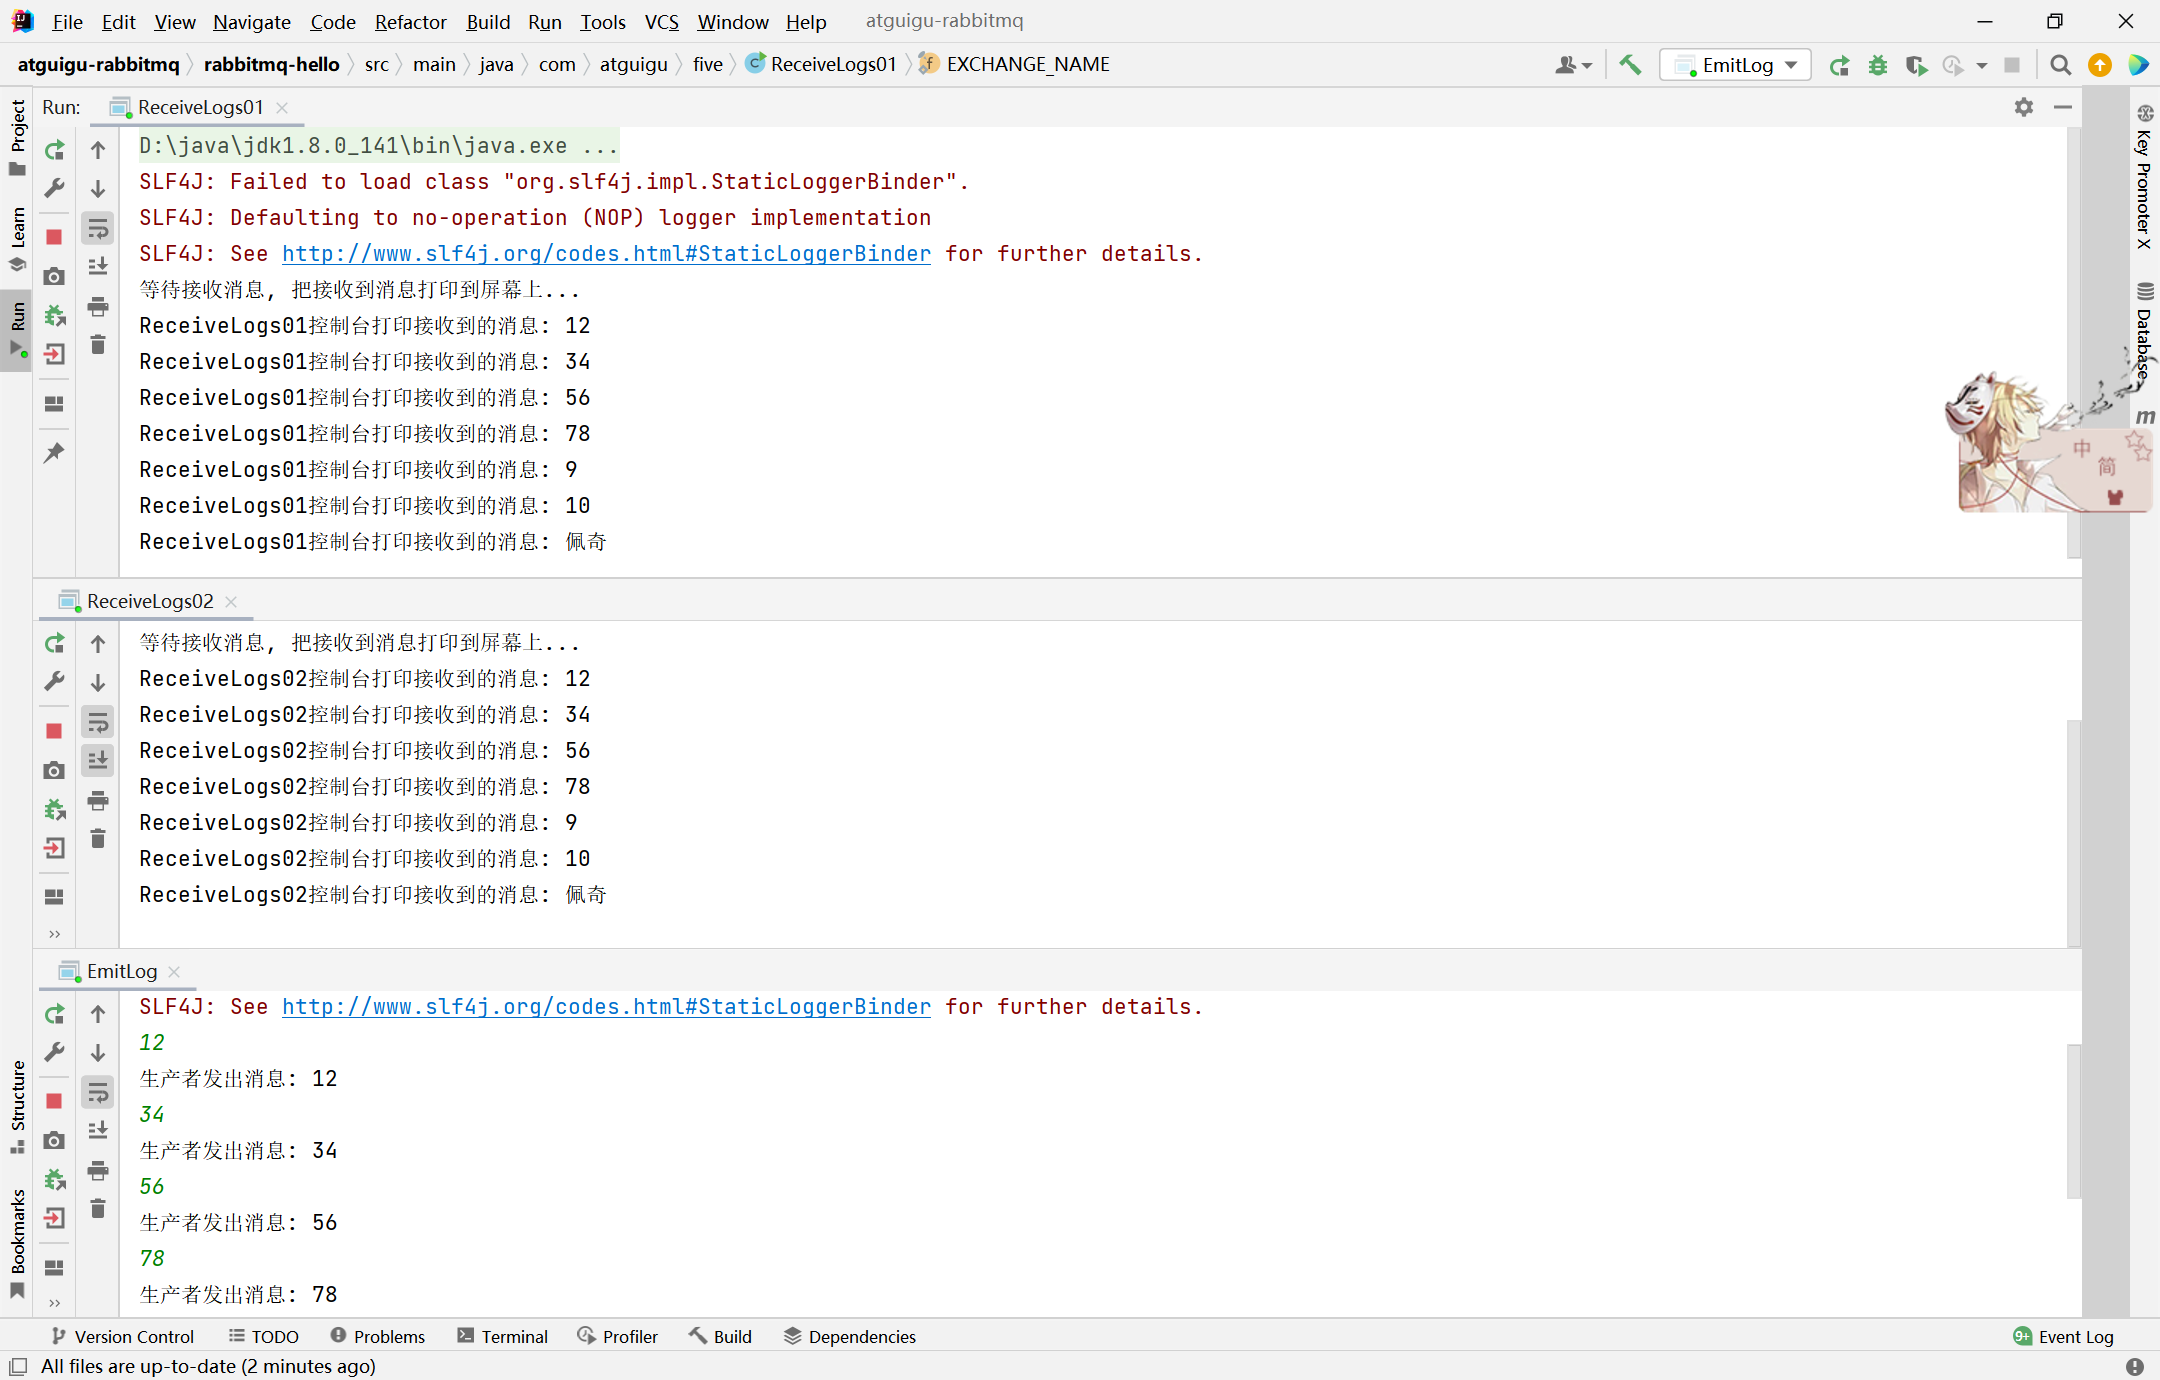 File Edit View Navigate Code Refactor Build Run Tools VCS Window Help atguigu-rabbitmq
atguigu-rabbitmq rabbitmq-hello src main java com atguigu five ReceiveLogs01 EXCHANGE_NAME EmitLog
Run: ReceiveLogs01
D:\java\jdk1.8.0_141\bin\java.exe ...
SLF4J: Failed to load class "org.slf4j.impl.StaticLoggerBinder".
SLF4J: Defaulting to no-operation (NOP) logger implementation
SLF4J: See http://www.slf4j.org/codes.html#StaticLoggerBinder for further details.
等待接收消息, 把接收到消息打印到屏幕上...
ReceiveLogs01控制台打印接收到的消息: 12
ReceiveLogs01控制台打印接收到的消息: 34
ReceiveLogs01控制台打印接收到的消息: 56
ReceiveLogs01控制台打印接收到的消息: 78
ReceiveLogs01控制台打印接收到的消息: 9
ReceiveLogs01控制台打印接收到的消息: 10
ReceiveLogs01控制台打印接收到的消息: 佩奇
ReceiveLogs02
等待接收消息, 把接收到消息打印到屏幕上...
ReceiveLogs02控制台打印接收到的消息: 12
ReceiveLogs02控制台打印接收到的消息: 34
ReceiveLogs02控制台打印接收到的消息: 56
ReceiveLogs02控制台打印接收到的消息: 78
ReceiveLogs02控制台打印接收到的消息: 9
ReceiveLogs02控制台打印接收到的消息: 10
ReceiveLogs02控制台打印接收到的消息: 佩奇
EmitLog
SLF4J: See http://www.slf4j.org/codes.html#StaticLoggerBinder for further details.
12
生产者发出消息: 12
34
生产者发出消息: 34
56
生产者发出消息: 56
78
生产者发出消息: 78
Project
Learn
Run
Structure
Bookmarks
Key Promoter X
Database
m
中
简
Version Control TODO Problems Terminal Profiler Build Dependencies 9+ Event Log
All files are up-to-date (2 minutes ago)